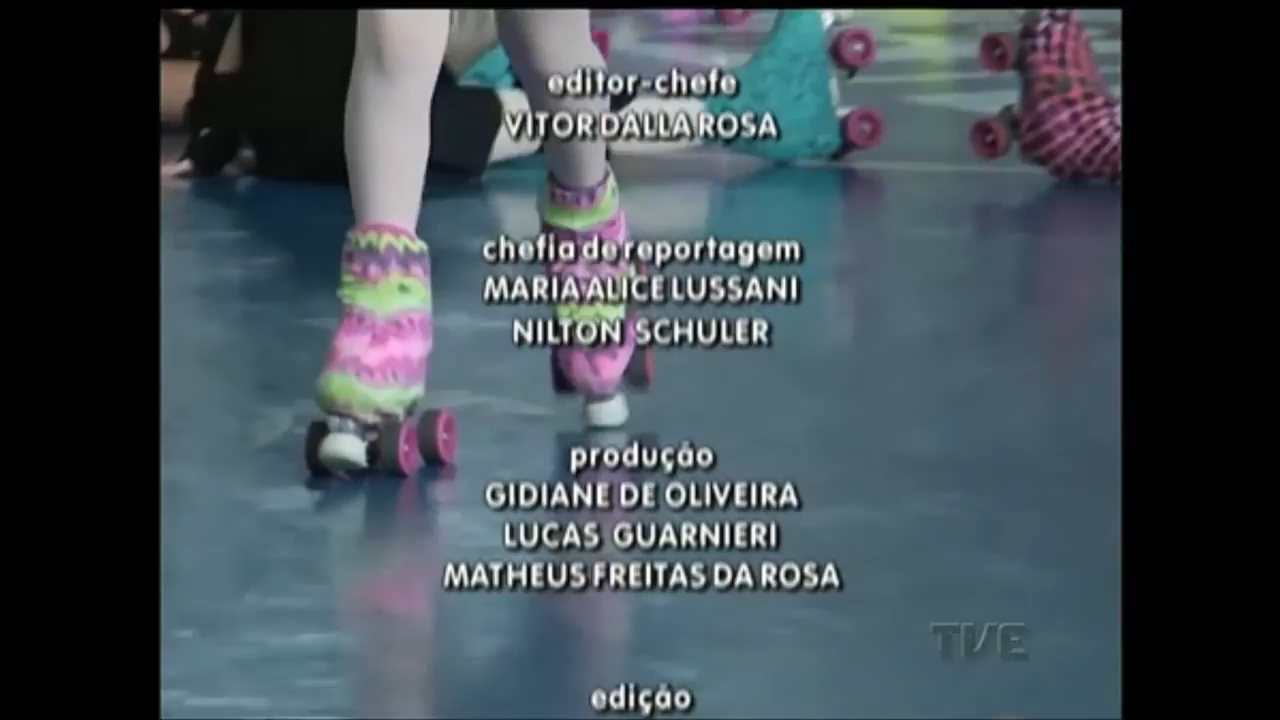 editor-chefe
VITOR DALLA ROSA
chefia de reportagem
MARIA ALICE LUSSANI
NILTON SCHULER
produção
GIDIANE DE OLIVEIRA
LUCAS GUARNIERI
MATHEUS FREITAS DA ROSA
TVE
edição